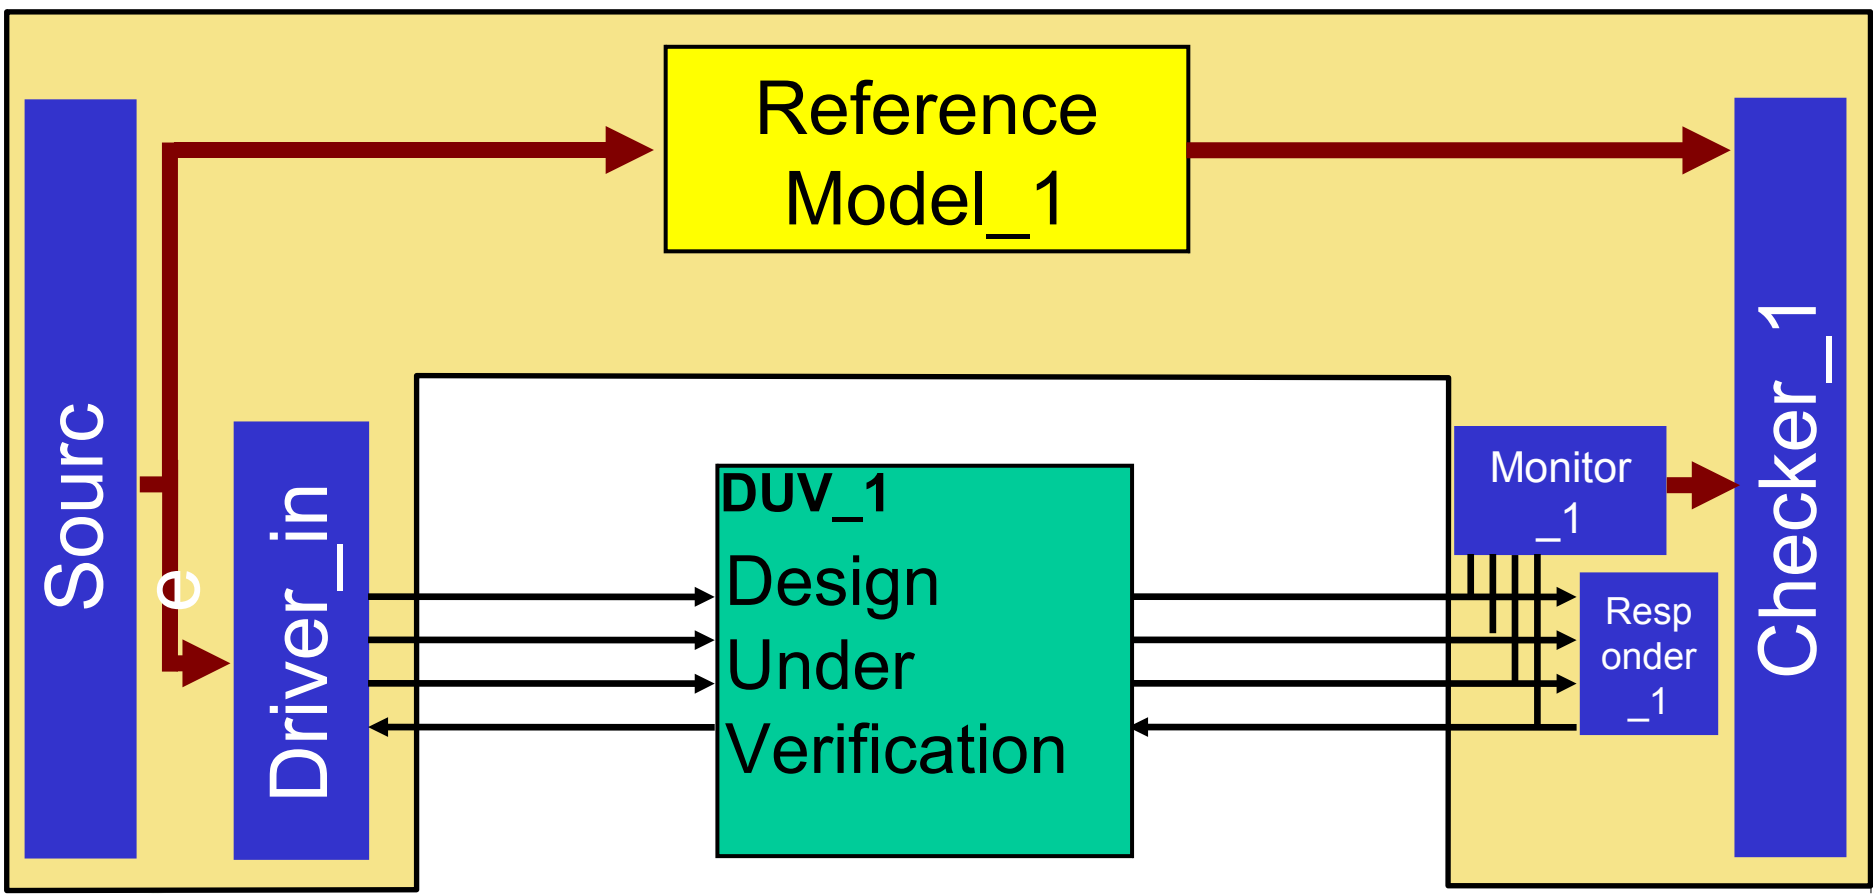 Reference
Model_1
Sourc
e
Driver_in
DUV_1
Design
Under
Verification
Monitor
_1
Resp
onder
_1
Checker_1